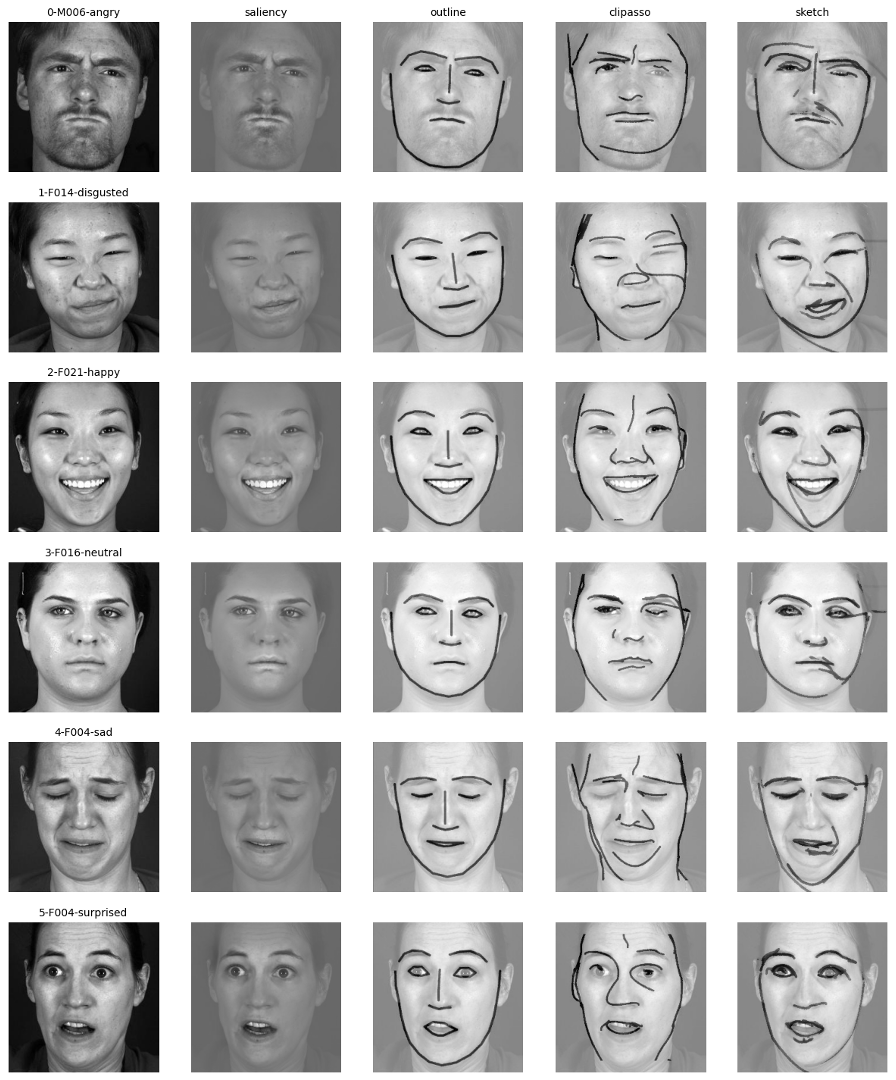 0-M006-angry
saliency
outline
clipasso
sketch
1-F014-disgusted
2-F021-happy
3-F016-neutral
4-F004-sad
5-F004-surprised